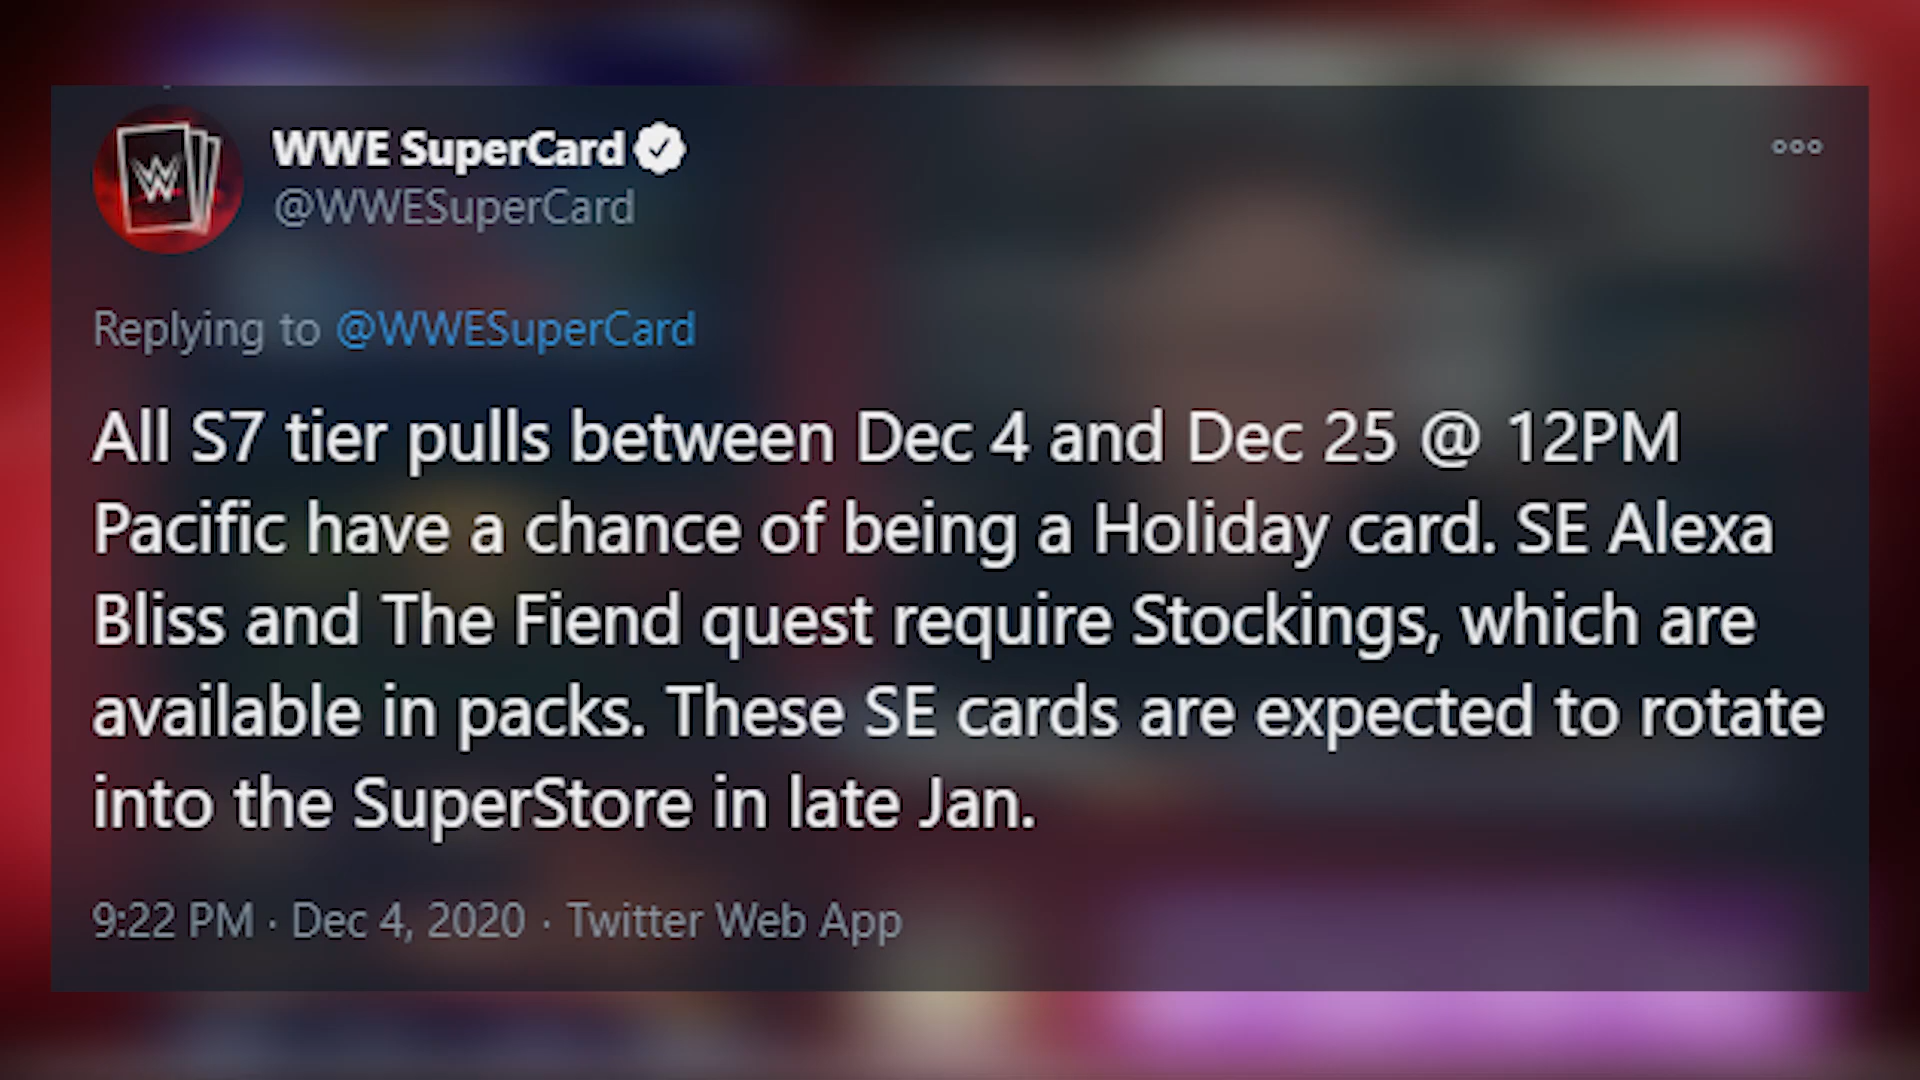 WWE SuperCard
@WWESuperCard
Replying to @WWESuperCard
All S7 tier pulls between Dec 4 and Dec 25 @ 12PM
Pacific have a chance of being a Holiday card. SE Alexa
Bliss and The Fiend quest require Stockings, which are
available in packs. These SE cards are expected to rotate
into the SuperStore in late Jan.
9:22 PM · Dec 4, 2020 · Twitter Web App